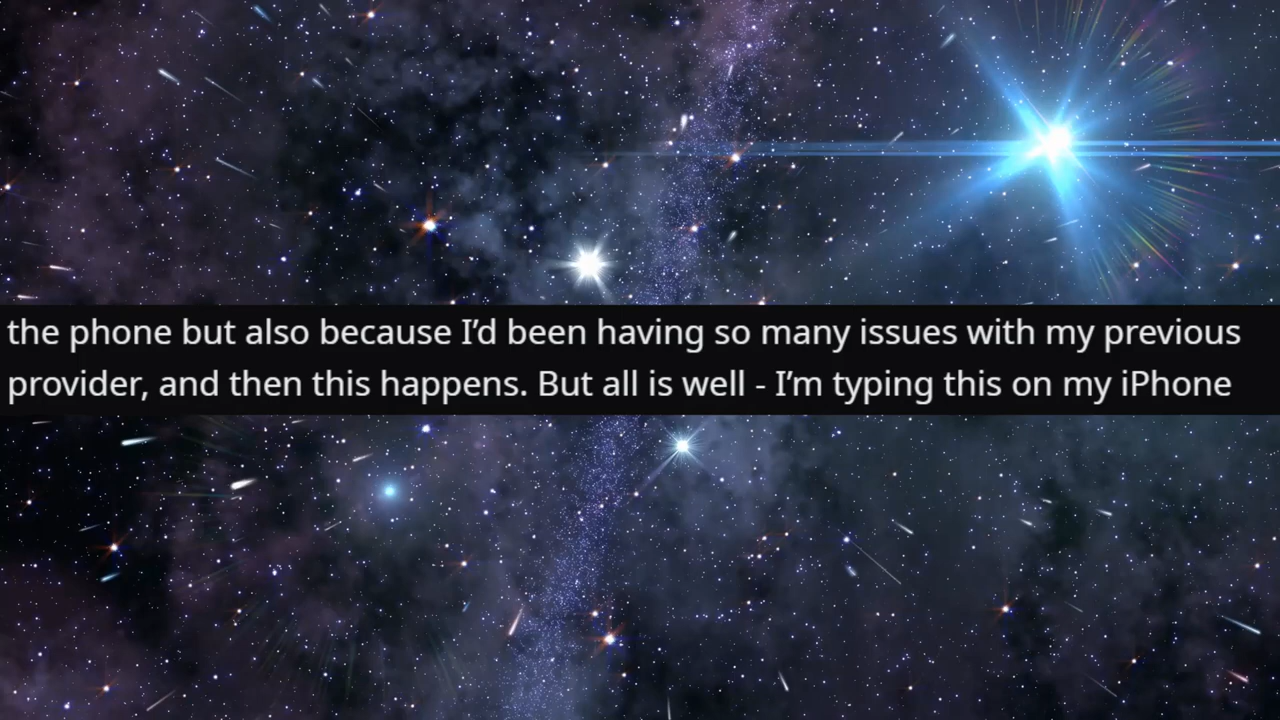 the phone but also because I’d been having so many issues with my previous
provider, and then this happens. But all is well - I’m typing this on my iPhone